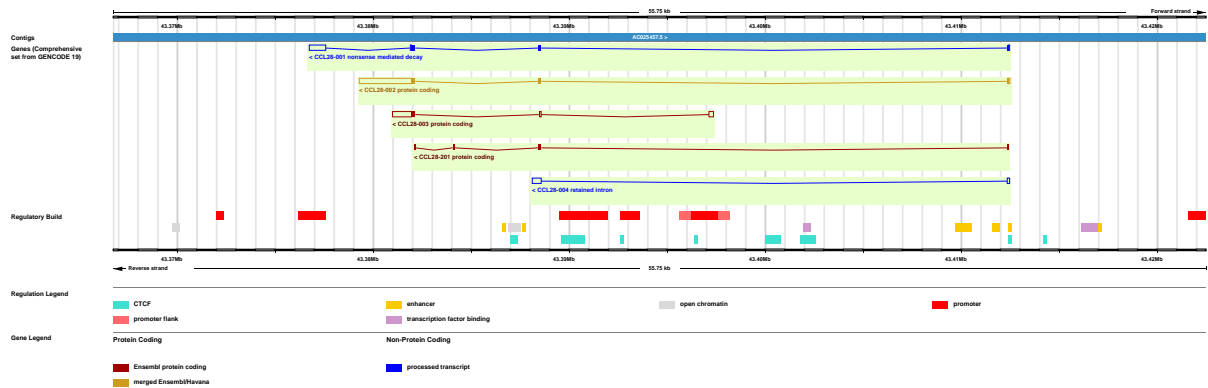 55.75 kb Forward strand
43.37Mb 43.38Mb 43.39Mb 43.40Mb 43.41Mb 43.42Mb
Contigs AC025457.5 >
Genes (Comprehensive
set from GENCODE 19)
< CCL28-001 nonsense mediated decay
< CCL28-002 protein coding
< CCL28-003 protein coding
< CCL28-201 protein coding
< CCL28-004 retained intron
Regulatory Build
43.37Mb 43.38Mb 43.39Mb 43.40Mb 43.41Mb 43.42Mb
Reverse strand 55.75 kb
Regulation Legend
CTCF enhancer open chromatin promoter
promoter flank transcription factor binding
Gene Legend Protein Coding Non-Protein Coding
Ensembl protein coding processed transcript
merged Ensembl/Havana